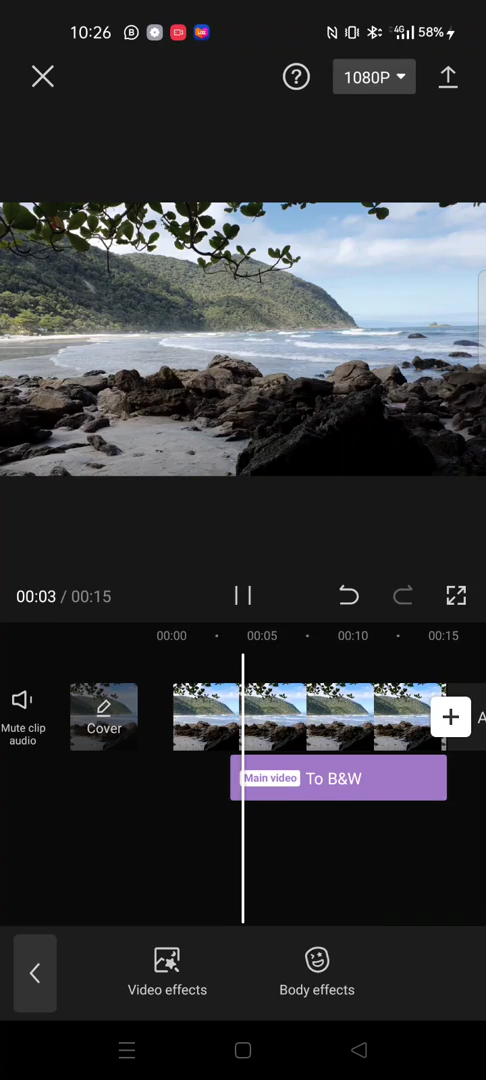 10:26
4G
58%
1080P
00:03 / 00:15
00:00
00:05
00:10
00:15
Mute clip
audio
Cover
A
Main video To B&W
Video effects
Body effects